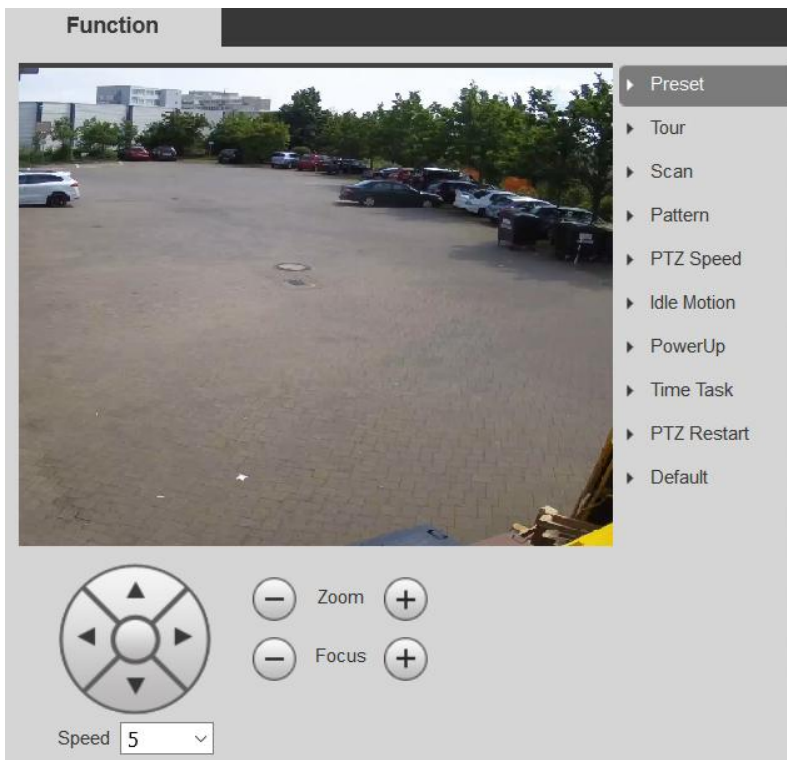 Function
Preset
Tour
Scan
Pattern
PTZ Speed
Idle Motion
PowerUp
Time Task
PTZ Restart
Default
Zoom
Focus
Speed 5